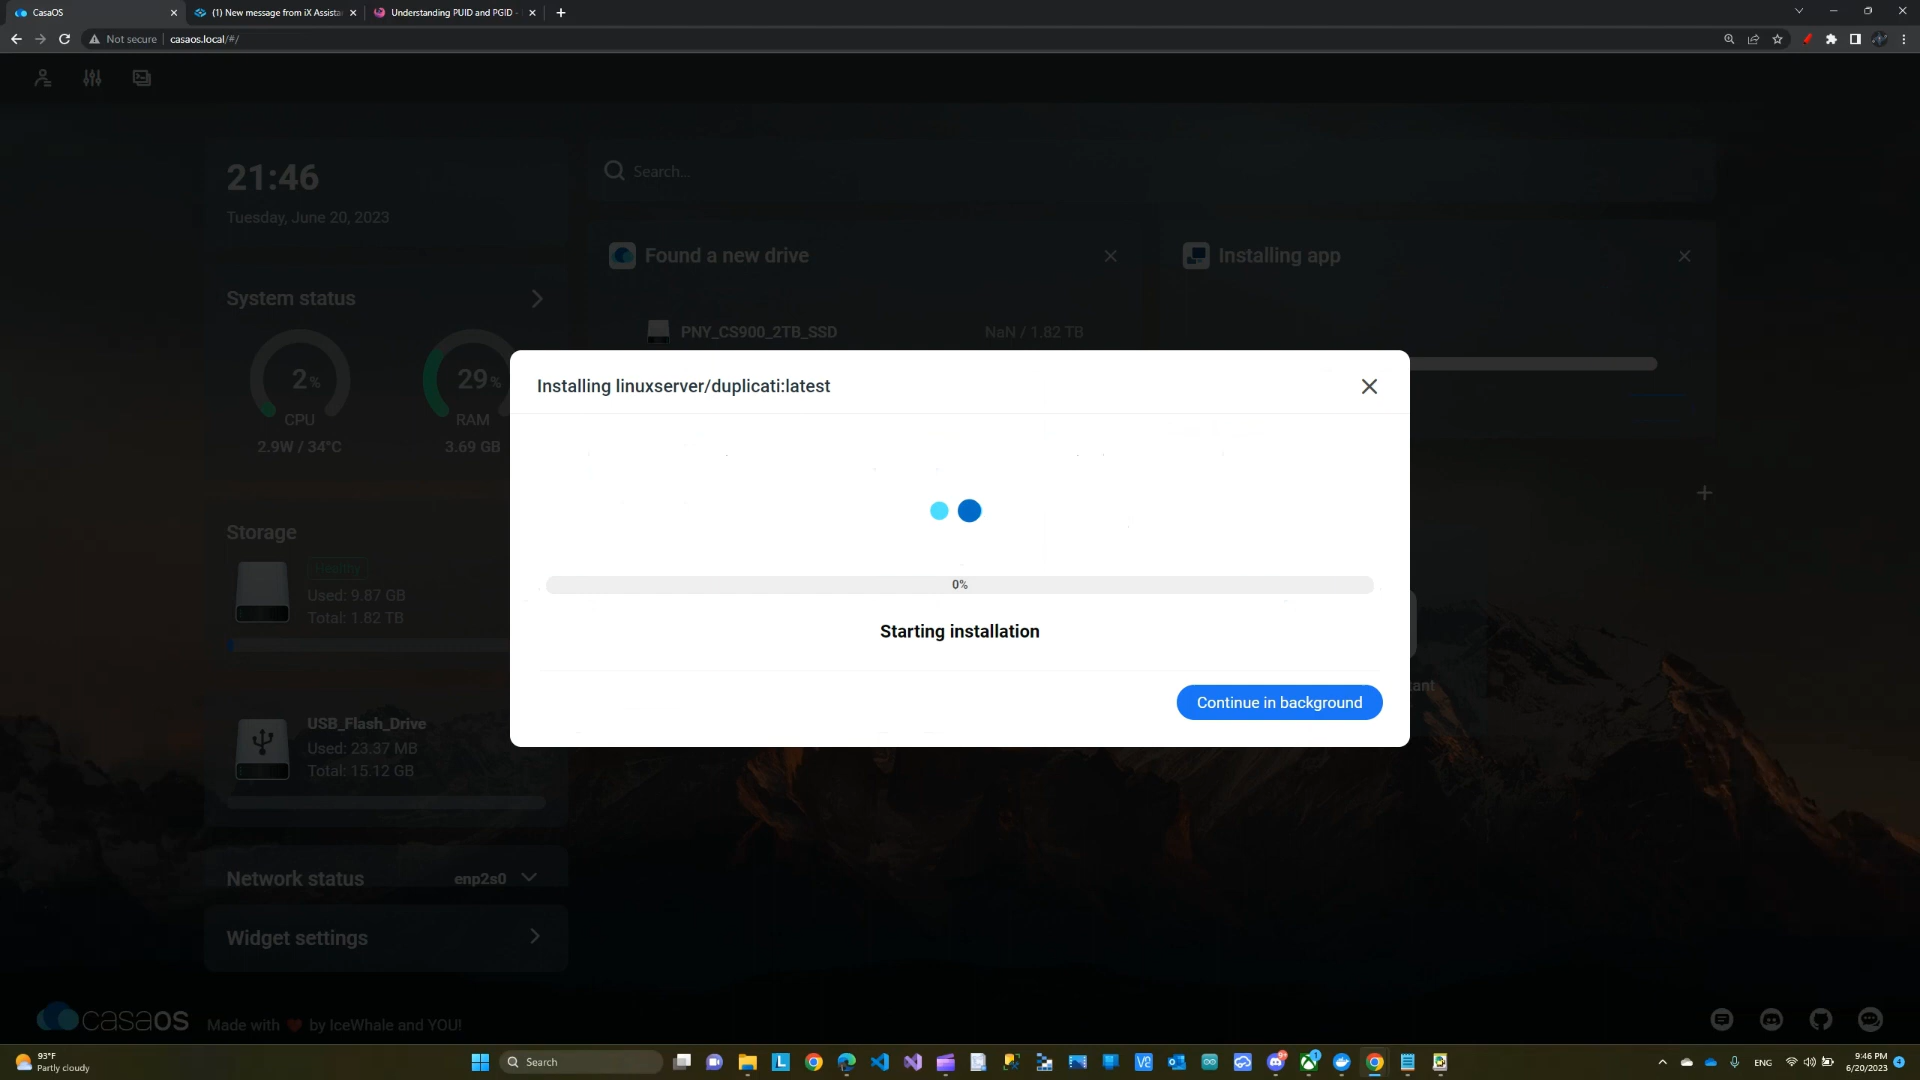 CasaOS
(1) New message from iX Assista
Understanding PUID and PGID -
Not secure
casaos.local/#/
21:46
Tuesday, June 20, 2023
Search...
Found a new drive
Installing app
System status
PNY_CS900_2TB_SSD
NaN / 1.82 TB
2%
CPU
2.9W / 34°C
29%
RAM
3.69 GB
Installing linuxserver/duplicati:latest
0%
Starting installation
Continue in background
Storage
Healthy
Used: 9.87 GB
Total: 1.82 TB
tant
USB_Flash_Drive
Used: 23.37 MB
Total: 15.12 GB
Network status
enp2s0
Widget settings
casaOS
Made with ❤ by IceWhale and YOU!
93°F
Partly cloudy
Search
ENG
9:46 PM
6/20/2023
4